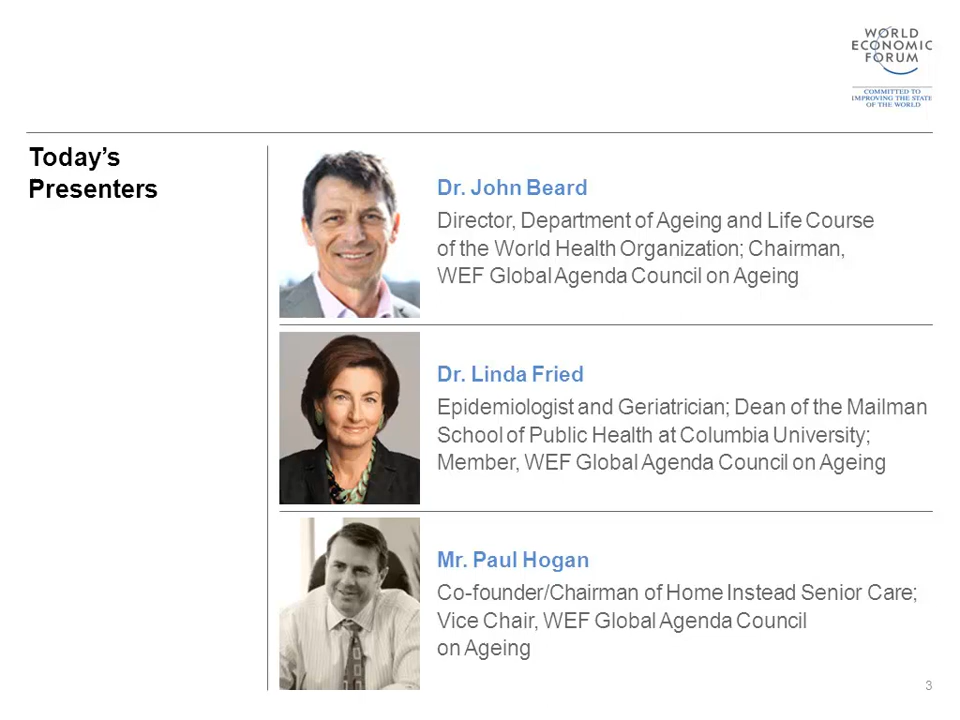 WORLD
ECONOMIC
FORUM
COMMITTED TO
IMPROVING THE STATE
OF THE WORLD
Today’s
Presenters
Dr. John Beard
Director, Department of Ageing and Life Course
of the World Health Organization; Chairman,
WEF Global Agenda Council on Ageing
Dr. Linda Fried
Epidemiologist and Geriatrician; Dean of the Mailman
School of Public Health at Columbia University;
Member, WEF Global Agenda Council on Ageing
Mr. Paul Hogan
Co-founder/Chairman of Home Instead Senior Care;
Vice Chair, WEF Global Agenda Council
on Ageing
3